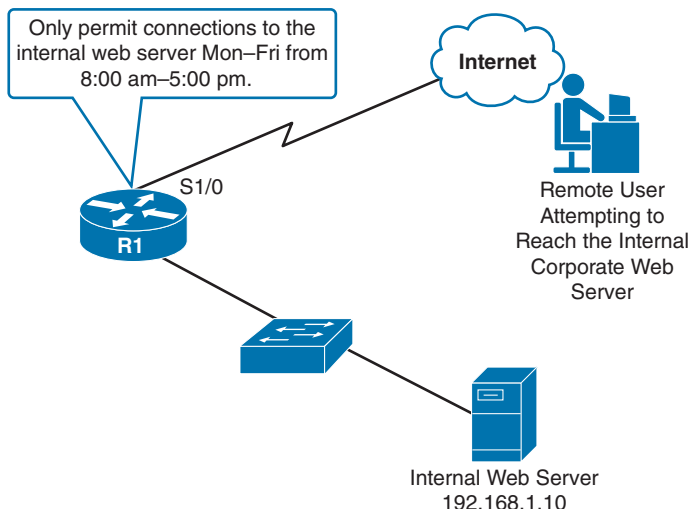 Only permit connections to the
internal web server Mon–Fri from
8:00 am–5:00 pm.
Internet
S1/0
R1
Remote User
Attempting to
Reach the Internal
Corporate Web
Server
Internal Web Server
192.168.1.10